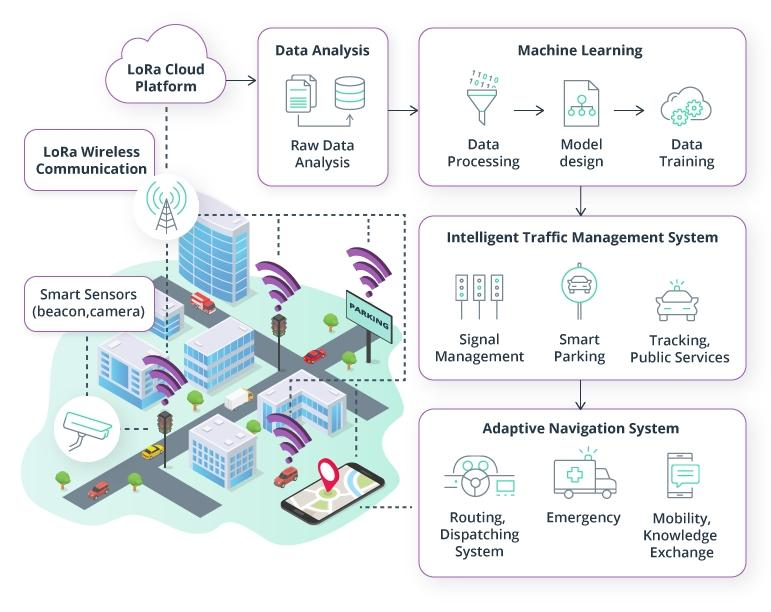 LoRa Cloud
Platform
Data Analysis
Raw Data
Analysis
Machine Learning
11010
1011
Data
Processing
Model
design
Data
Training
LoRa Wireless
Communication
Smart Sensors
(beacon,camera)
PARKING
Intelligent Traffic Management System
Signal
Management
Smart
Parking
Tracking,
Public Services
Adaptive Navigation System
Routing,
Dispatching
System
Emergency
Mobility,
Knowledge
Exchange